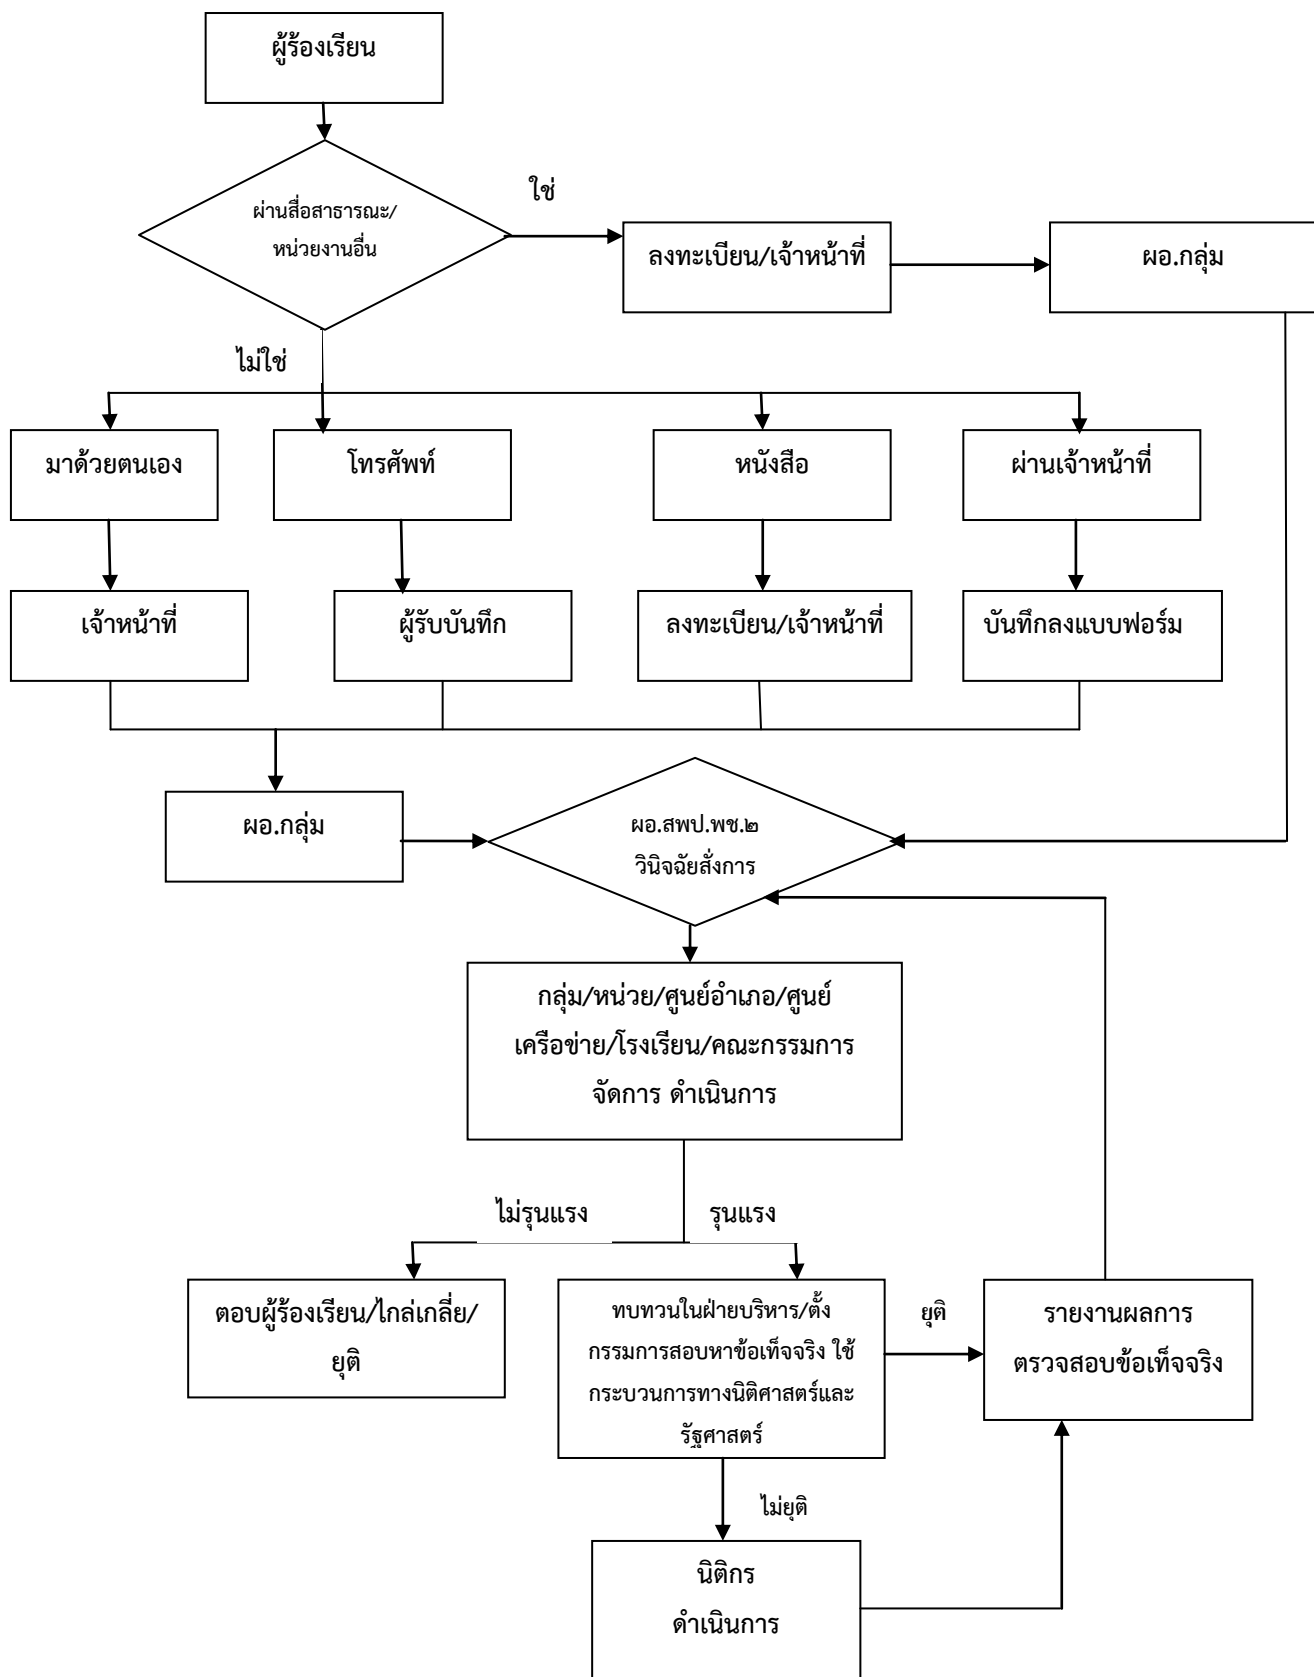 ผู้ร้องเรียน
ผ่านสื่อสาธารณะ/
หน่วยงานอื่น
ใช่
ลงทะเบียน/เจ้าหน้าที่
ผอ.กลุ่ม
ไม่ใช่
มาด้วยตนเอง
โทรศัพท์
หนังสือ
ผ่านเจ้าหน้าที่
เจ้าหน้าที่
ผู้รับบันทึก
ลงทะเบียน/เจ้าหน้าที่
บันทึกลงแบบฟอร์ม
ผอ.กลุ่ม
ผอ.สพป.พช.๒
วินิจฉัยสั่งการ
กลุ่ม/หน่วย/ศูนย์อำเภอ/ศูนย์
เครือข่าย/โรงเรียน/คณะกรรมการ
จัดการ ดำเนินการ
ไม่รุนแรง
รุนแรง
ตอบผู้ร้องเรียน/ไกล่เกลี่ย/
ยุติ
ทบทวนในฝ่ายบริหาร/ตั้ง
กรรมการสอบหาข้อเท็จจริง ใช้
กระบวนการทางนิติศาสตร์และ
รัฐศาสตร์
ยุติ
รายงานผลการ
ตรวจสอบข้อเท็จจริง
ไม่ยุติ
นิติกร
ดำเนินการ